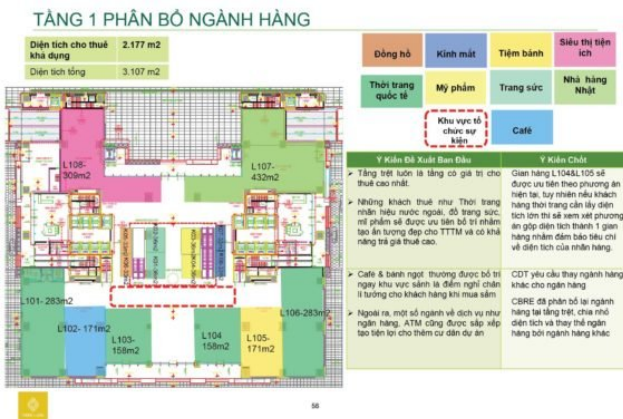 TẦNG 1 PHÂN BỔ NGÀNH HÀNG
Diện tích cho thuê
khả dụng
2.177 m2
Diện tích tổng
3.107 m2
Đồng hồ
Kính mát
Tiệm bánh
Siêu thị tiện
ích
Thời trang
quốc tế
Mỹ phẩm
Trang sức
Nhà hàng
Nhật
Khu vực tổ
chức sự
kiện
Café
L108-
309m2
L107-
432m2
L101- 283m2
L102- 171m2
L103-
158m2
L104
158m2
L105-
171m2
L106-283m2
Ý Kiến Đề Xuất Ban Đầu
Ý Kiến Chốt
➢ Tầng trệt luôn là tầng có giá trị cho
thuê cao nhất.
➢ Những khách thuê như Thời trang
nhãn hiệu nước ngoài, đồ trang sức,
mĩ phẩm sẽ được ưu tiên bố trí nhằm
tạo ấn tượng đẹp cho TTTM và có khả
năng trả giá thuê cao.
Gian hàng L104&L105 sẽ
được ưu tiên theo phương án
hiện tại, tuy nhiên nếu khách
hàng thời trang cần lấy diện
tích lớn thì sẽ xem xét phương
án gộp diện tích thành 1 gian
hàng nhằm đảm bảo tiêu chí
về diện tích của nhãn hàng.
➢ Café & bánh ngọt thường được bố trí
ngay khu vực sảnh là điểm nghỉ chân
lí tưởng cho khách hàng khi mua sắm
➢ Ngoài ra, một số ngành về dịch vụ như
ngân hàng, ATM cũng được sắp xếp
tạo tiện lợi cho thêm cư dân dự án
CDT yêu cầu thay ngành hàng
khác cho ngân hàng
CBRE đã phân bố lại ngành
hàng tại tầng trệt, chia nhỏ
diện tích và thay thế ngân
hàng bởi ngành hàng khác
56